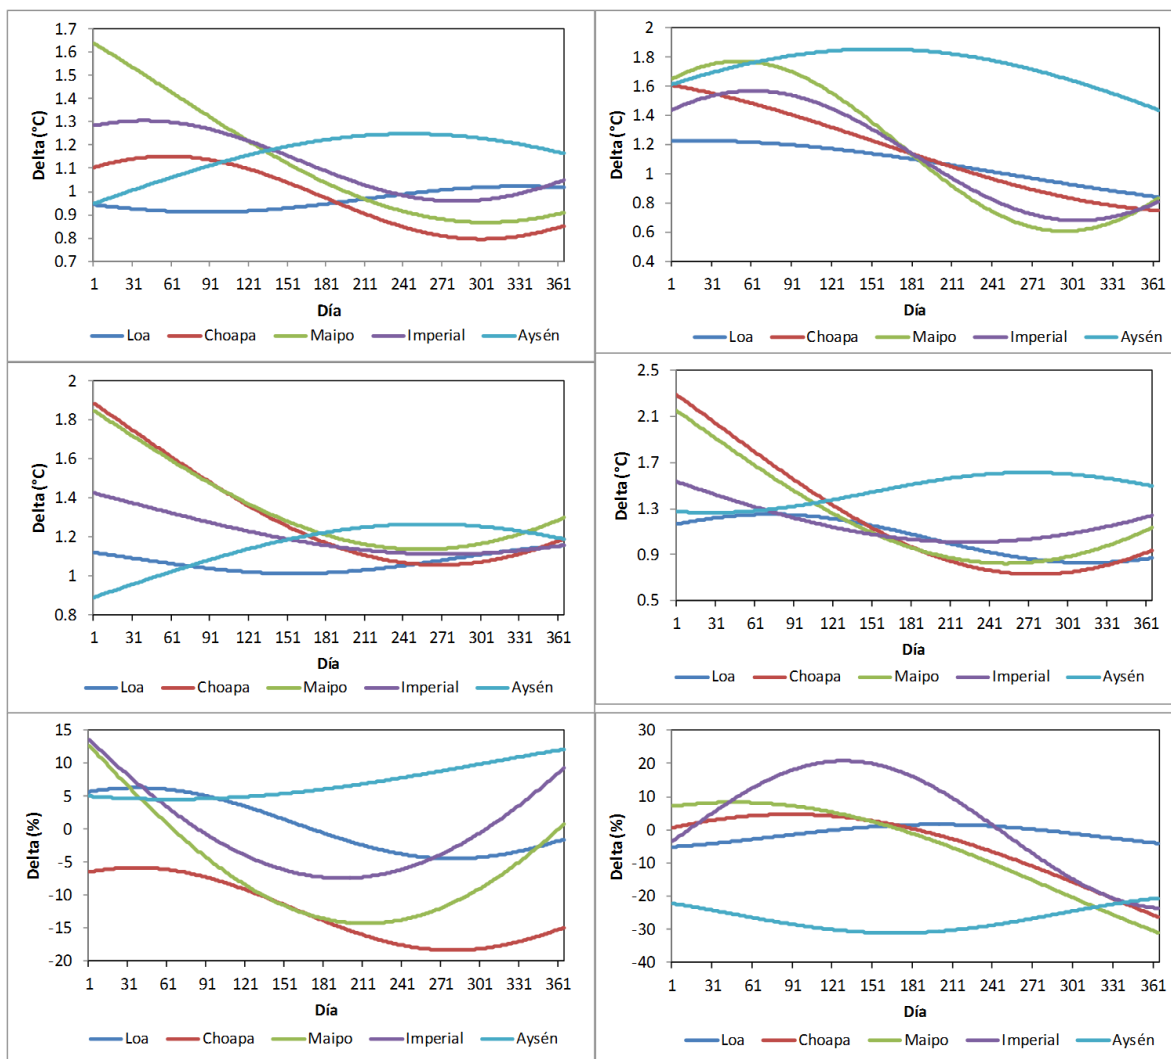 Delta (°C)
1.7
1.6
1.5
1.4
1.3
1.2
1.1
1
0.9
0.8
0.7
1 31 61 91 121 151 181 211 241 271 301 331 361
Día
Loa Choapa Maipo Imperial Aysén
Delta (°C)
2
1.8
1.6
1.4
1.2
1
0.8
0.6
0.4
1 31 61 91 121 151 181 211 241 271 301 331 361
Día
Loa Choapa Maipo Imperial Aysén
Delta (°C)
2
1.8
1.6
1.4
1.2
1
0.8
1 31 61 91 121 151 181 211 241 271 301 331 361
Día
Loa Choapa Maipo Imperial Aysén
Delta (°C)
2.5
2.1
1.7
1.3
0.9
0.5
1 31 61 91 121 151 181 211 241 271 301 331 361
Día
Loa Choapa Maipo Imperial Aysén
Delta (%)
15
10
5
0
-5
-10
-15
-20
1 31 61 91 121 151 181 211 241 271 301 331 361
Día
Loa Choapa Maipo Imperial Aysén
Delta (%)
30
20
10
0
-10
-20
-30
-40
1 31 61 91 121 151 181 211 241 271 301 331 361
Día
Loa Choapa Maipo Imperial Aysén